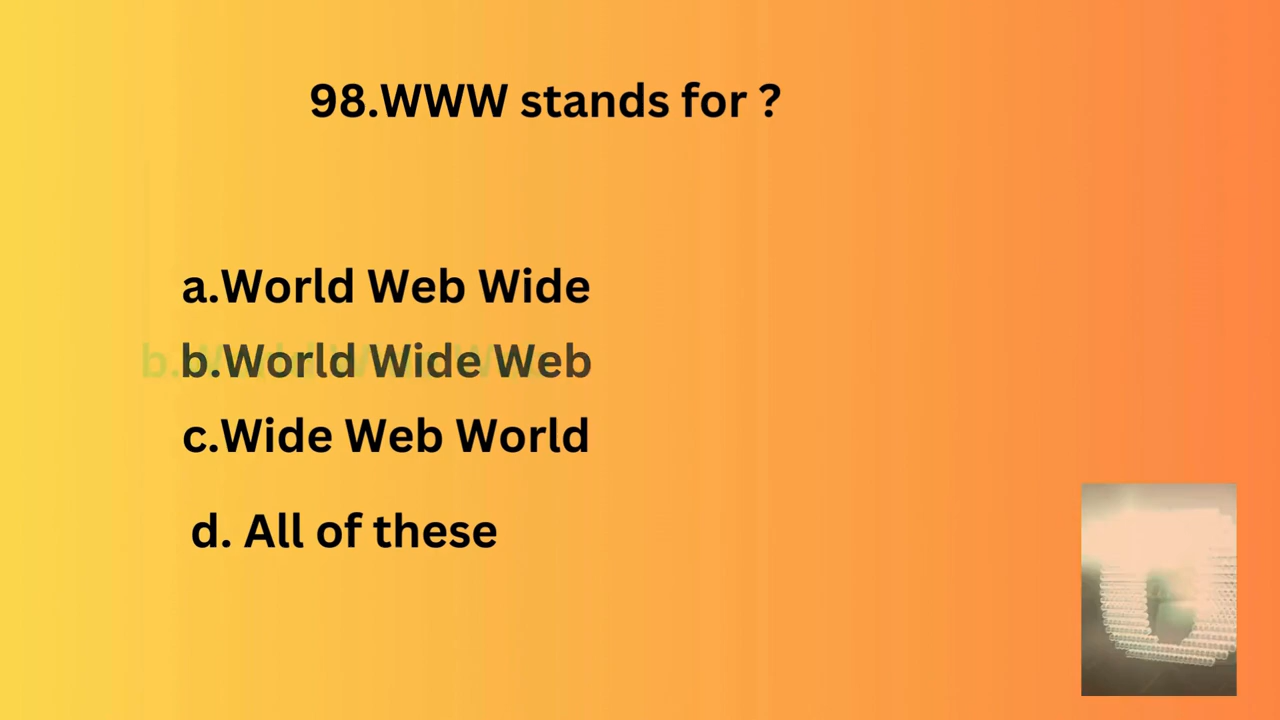 98.WWW stands for ?
a.World Web Wide
b.World Wide Web
c.Wide Web World
d. All of these